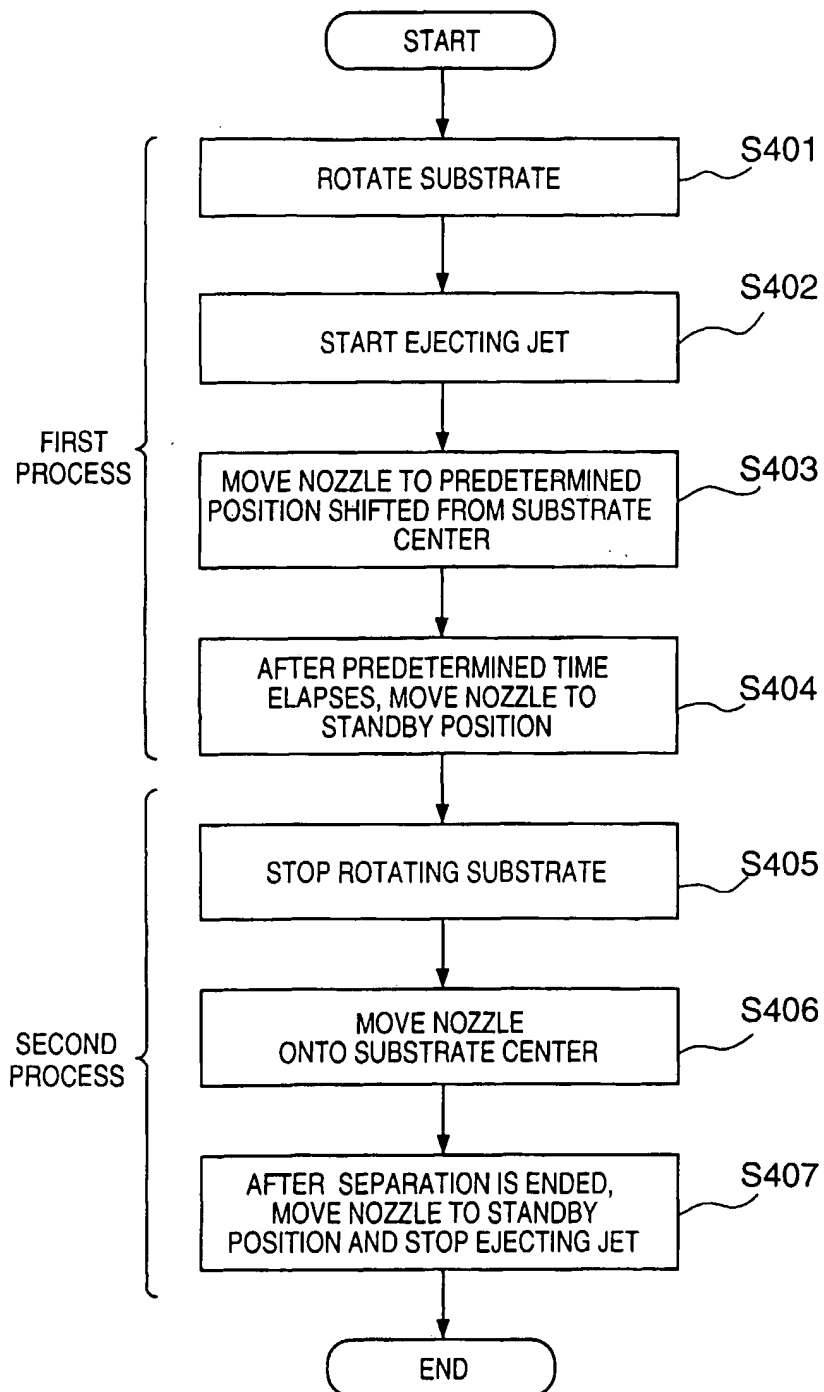 START
S401
ROTATE SUBSTRATE
S402
START EJECTING JET
FIRST
PROCESS
S403
MOVE NOZZLE TO PREDETERMINED
POSITION SHIFTED FROM SUBSTRATE
CENTER
S404
AFTER PREDETERMINED TIME
ELAPSES, MOVE NOZZLE TO
STANDBY POSITION
S405
STOP ROTATING SUBSTRATE
SECOND
PROCESS
S406
MOVE NOZZLE
ONTO SUBSTRATE CENTER
S407
AFTER SEPARATION IS ENDED,
MOVE NOZZLE TO STANDBY
POSITION AND STOP EJECTING JET
END